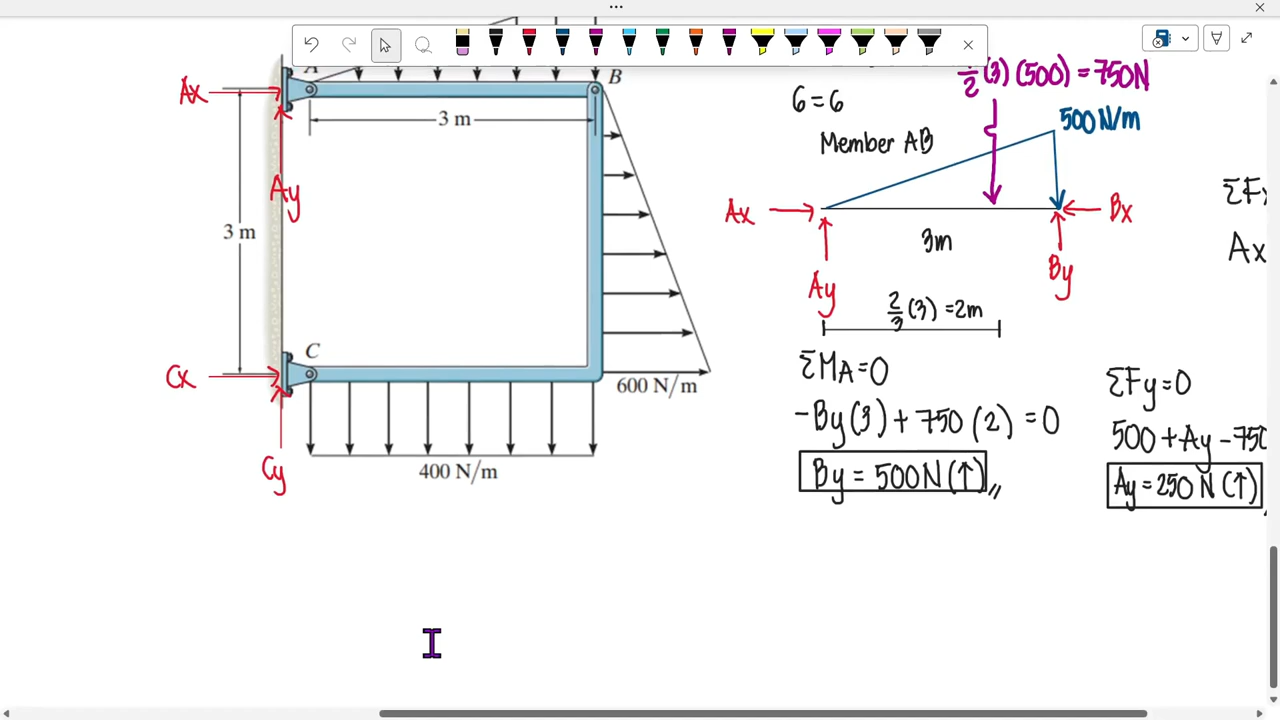 A
B
Ax
3 m
Ay
3 m
C
Cx
600 N/m
Cy
400 N/m
1/2 (3) (500) = 750N
6 = 6
500 N/m
Member AB
Ax
Bx
3m
Ay
By
2/3 (3) = 2m
ΣMA = 0
-By(3) + 750 (2) = 0
By = 500N (↑)
ΣF
Ax
ΣFy = 0
500 + Ay - 750
Ay = 250 N (↑)